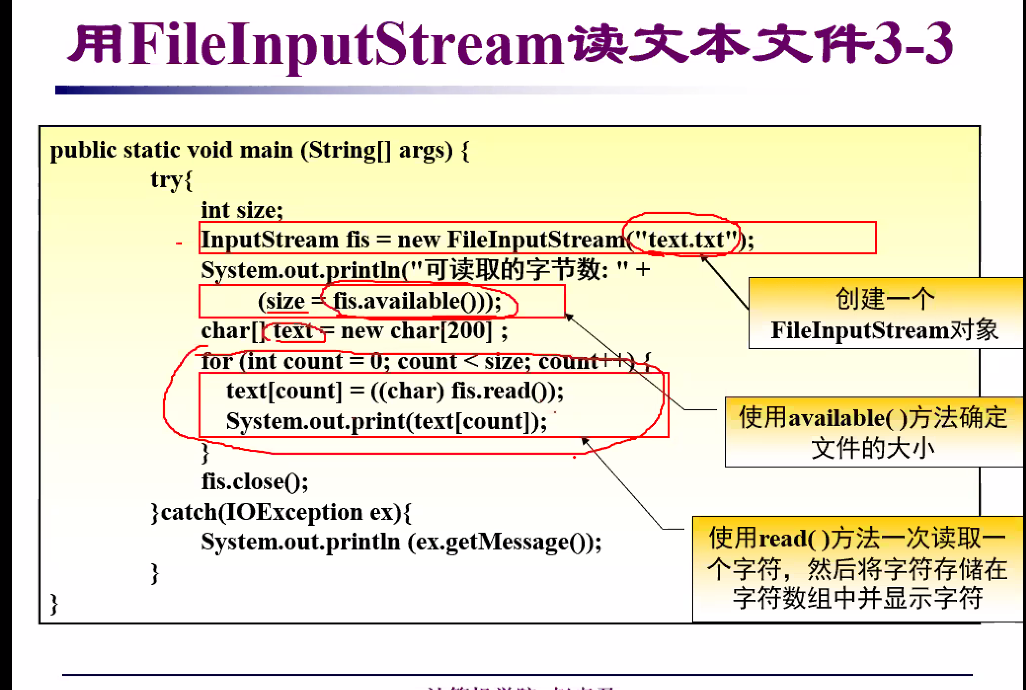 用FileInputStream读文本文件3-3
public static void main (String[] args) {
try{
int size;
InputStream fis = new FileInputStream("text.txt");
System.out.println("可读取的字节数: " +
(size = fis.available()));
char[] text = new char[200] ;
for (int count = 0; count < size; count++) {
text[count] = ((char) fis.read());
System.out.print(text[count]);
}
fis.close();
}catch(IOException ex){
System.out.println (ex.getMessage());
}
}
创建一个
FileInputStream对象
使用available( )方法确定
文件的大小
使用read( )方法一次读取一
个字符，然后将字符存储在
字符数组中并显示字符